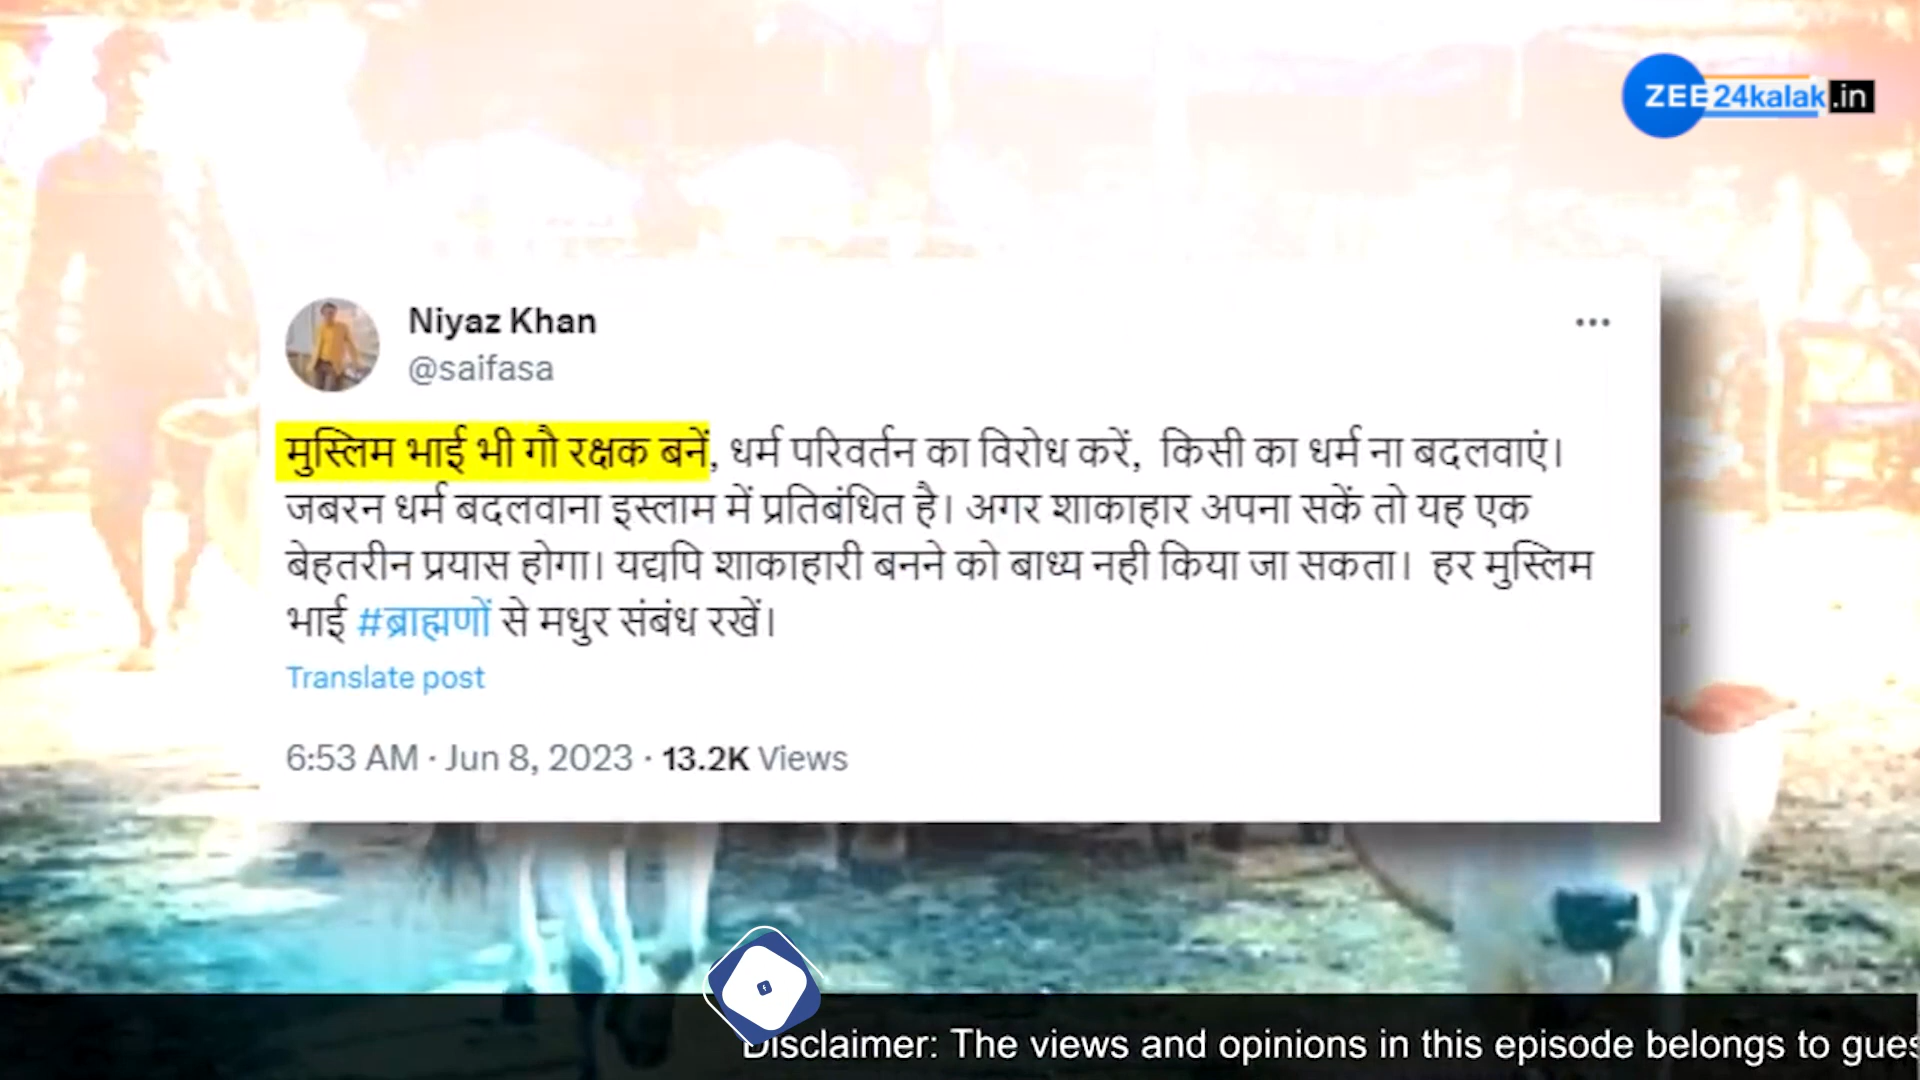 ZEE 24kalak .in
Niyaz Khan
@saifasa
मुस्लिम भाई भी गौ रक्षक बनें, धर्म परिवर्तन का विरोध करें, किसी का धर्म ना बदलवाएं।
जबरन धर्म बदलवाना इस्लाम में प्रतिबंधित है। अगर शाकाहार अपना सकें तो यह एक
बेहतरीन प्रयास होगा। यद्यपि शाकाहारी बनने को बाध्य नही किया जा सकता। हर मुस्लिम
भाई #ब्राह्मणों से मधुर संबंध रखें।
Translate post
6:53 AM · Jun 8, 2023 · 13.2K Views
Disclaimer: The views and opinions in this episode belongs to gues